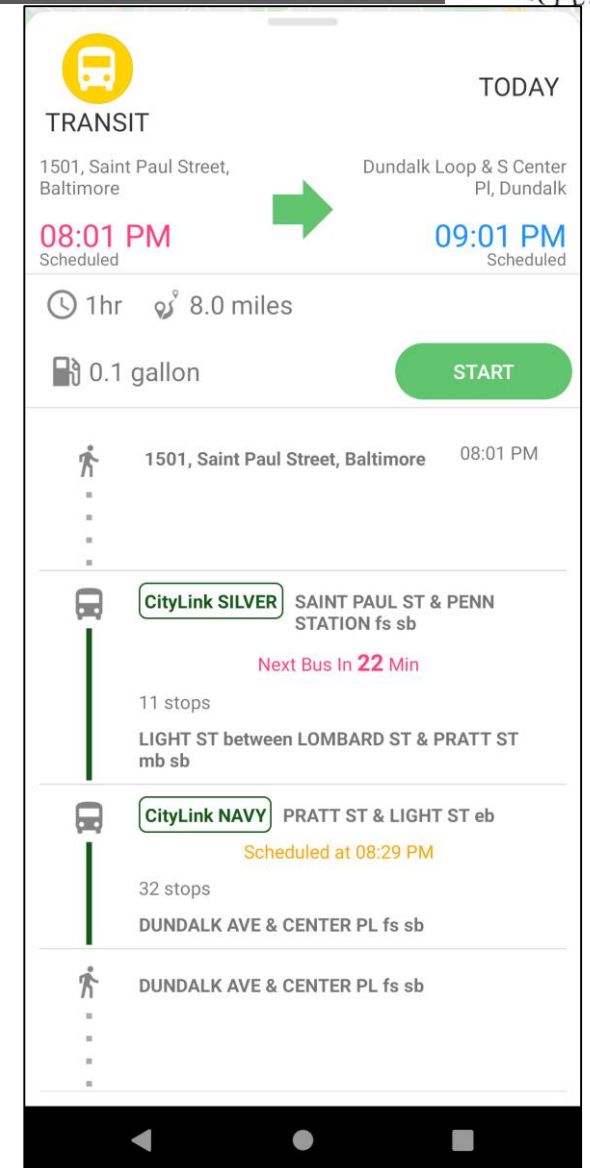 TRANSIT
TODAY
1501, Saint Paul Street,
Baltimore
Dundalk Loop & S Center
Pl, Dundalk
08:01 PM
Scheduled
09:01 PM
Scheduled
1hr
8.0 miles
0.1 gallon
START
1501, Saint Paul Street, Baltimore
08:01 PM
CityLink SILVER
SAINT PAUL ST & PENN
STATION fs sb
Next Bus In 22 Min
11 stops
LIGHT ST between LOMBARD ST & PRATT ST
mb sb
CityLink NAVY
PRATT ST & LIGHT ST eb
Scheduled at 08:29 PM
32 stops
DUNDALK AVE & CENTER PL fs sb
DUNDALK AVE & CENTER PL fs sb